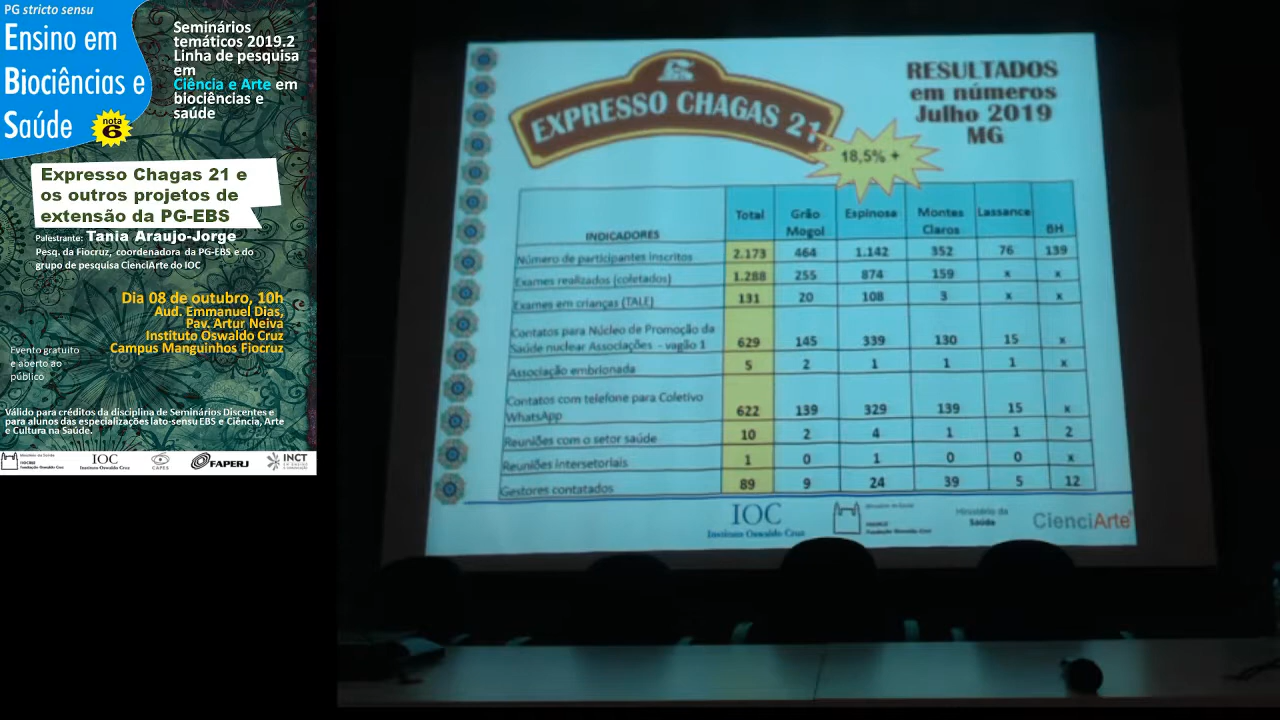 PG stricto sensu
Ensino em
Biociências e
Saúde
nota
6
Seminários
temáticos 2019.2
Linha de pesquisa
em
Ciência e Arte em
biociências e
saúde
Expresso Chagas 21 e
os outros projetos de
extensão da PG-EBS
Palestrante: Tania Araujo-Jorge
Pesq. da Fiocruz, coordenadora da PG-EBS e do
grupo de pesquisa CienciArte do IOC
Dia 08 de outubro, 10h
Aud. Emmanuel Dias,
Pav. Artur Neiva
Instituto Oswaldo Cruz
Campus Manguinhos Fiocruz
Evento gratuito
e aberto ao
público
Válido para créditos da disciplina de Seminários Discentes e
para alunos das especializações lato-sensu EBS e Ciência, Arte
e Cultura na Saúde.
IOC
Instituto Oswaldo Cruz
CAPES
FAPERJ
INCT
EXPRESSO CHAGAS 21
18,5% +
RESULTADOS
em números
Julho 2019
MG
INDICADORES Total Grão Mogol Espinosa Montes Claros Lassance BH
Número de participantes inscritos 2.173 464 1.142 352 76 139
Exames realizados (coletados) 1.288 255 874 159 x x
Exames em crianças (TALE) 131 20 108 3 x x
Contatos para Núcleo de Promoção da
Saúde nuclear Associações - vagão 1 629 145 339 130 15 x
Associação embrionada 5 2 1 1 1 x
Contatos com telefone para Coletivo
WhatsApp 622 139 329 139 15 x
Reuniões com o setor saúde 10 2 4 1 1 2
Reuniões intersetoriais 1 0 1 0 0 x
Gestores contatados 89 9 24 39 5 12
IOC
Instituto Oswaldo Cruz
Ministério da
Saúde
CienciArte